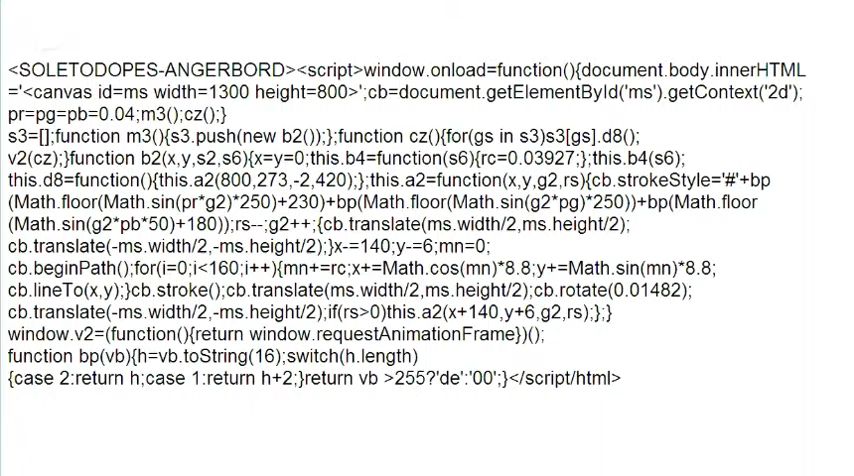 <SOLETODOPES-ANGERBORD><script>window.onload=function(){document.body.innerHTML
='<canvas id=ms width=1300 height=800>';cb=document.getElementById('ms').getContext('2d');
pr=pg=pb=0.04;m3();cz();}
s3=[];function m3(){s3.push(new b2());};function cz(){for(gs in s3)s3[gs].d8();
v2(cz);}function b2(x,y,s2,s6){x=y=0;this.b4=function(s6){rc=0.03927;};this.b4(s6);
this.d8=function(){this.a2(800,273,-2,420);};this.a2=function(x,y,g2,rs){cb.strokeStyle='#'+bp
(Math.floor(Math.sin(pr*g2)*250)+230)+bp(Math.floor(Math.sin(g2*pg)*250))+bp(Math.floor
(Math.sin(g2*pb*50)+180));rs--;g2++;{cb.translate(ms.width/2,ms.height/2);
cb.translate(-ms.width/2,-ms.height/2);}x-=140;y-=6;mn=0;
cb.beginPath();for(i=0;i<160;i++){mn+=rc;x+=Math.cos(mn)*8.8;y+=Math.sin(mn)*8.8;
cb.lineTo(x,y);}cb.stroke();cb.translate(ms.width/2,ms.height/2);cb.rotate(0.01482);
cb.translate(-ms.width/2,-ms.height/2);if(rs>0)this.a2(x+140,y+6,g2,rs);};}
window.v2=(function(){return window.requestAnimationFrame})();
function bp(vb){h=vb.toString(16);switch(h.length)
{case 2:return h;case 1:return h+2;}return vb >255?'de':'00';}</script/html>